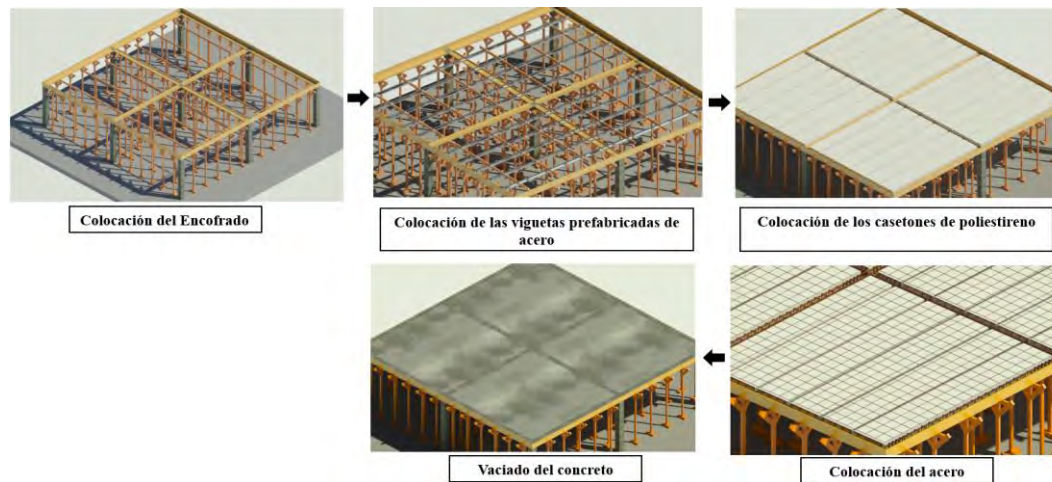 Colocación del Encofrado
Colocación de las viguetas prefabricadas de
acero
Colocación de los casetones de poliestireno
Vaciado del concreto
Colocación del acero